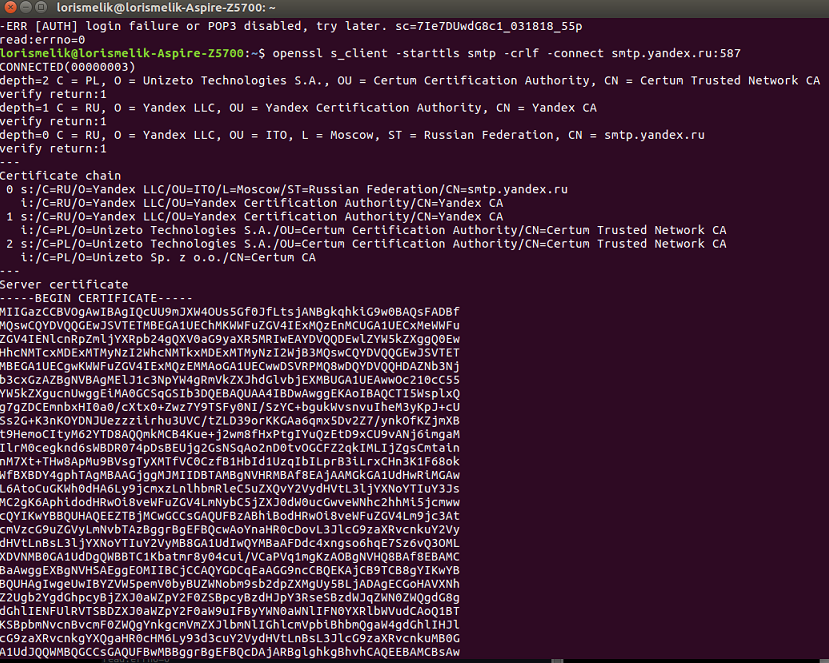 lorismelik@lorismelik-Aspire-Z5700: ~
-ERR [AUTH] login failure or POP3 disabled, try later. sc=7Ie7DUwdG8c1_031818_55p
read:errno=0
lorismelik@lorismelik-Aspire-Z5700:~$ openssl s_client -starttls smtp -crlf -connect smtp.yandex.ru:587
CONNECTED(00000003)
depth=2 C = PL, O = Unizeto Technologies S.A., OU = Certum Certification Authority, CN = Certum Trusted Network CA
verify return:1
depth=1 C = RU, O = Yandex LLC, OU = Yandex Certification Authority, CN = Yandex CA
verify return:1
depth=0 C = RU, O = Yandex LLC, OU = ITO, L = Moscow, ST = Russian Federation, CN = smtp.yandex.ru
verify return:1
---
Certificate chain
0 s:/C=RU/O=Yandex LLC/OU=ITO/L=Moscow/ST=Russian Federation/CN=smtp.yandex.ru
i:/C=RU/O=Yandex LLC/OU=Yandex Certification Authority/CN=Yandex CA
1 s:/C=RU/O=Yandex LLC/OU=Yandex Certification Authority/CN=Yandex CA
i:/C=PL/O=Unizeto Technologies S.A./OU=Certum Certification Authority/CN=Certum Trusted Network CA
2 s:/C=PL/O=Unizeto Technologies S.A./OU=Certum Certification Authority/CN=Certum Trusted Network CA
i:/C=PL/O=Unizeto Sp. z o.o./CN=Certum CA
---
Server certificate
-----BEGIN CERTIFICATE-----
MIIGazCCBVOgAwIBAgIQcUU9mJXW4OUs5Gf0JfLtsjANBgkqhkiG9w0BAQsFADBf
MQswCQYDVQQGEwJSVTETMBEGA1UEChMKWWFuZGV4IExMQzEnMCUGA1UECxMeWWFu
ZGV4IENlcnRpZmljYXRpb24gQXV0aG9yaXR5MRIwEAYDVQQDEwlZYW5kZXggQ0Ew
HhcNMTcxMDExMTMyNzI2WhcNMTkxMDExMTMyNzI2WjB3MQswCQYDVQQGEwJSVTET
MBEGA1UECgwKWWFuZGV4IExMQzEMMAoGA1UECwwDSVRPMQ8wDQYDVQQHDAZNb3Nj
b3cxGzAZBgNVBAgMElJ1c3NpYW4gRmVkZXJhdGlvbjEXMBUGA1UEAwwOc210cC55
YW5kZXgucnUwggEiMA0GCSqGSIb3DQEBAQUAA4IBDwAwggEKAoIBAQCTI5WsplxQ
g7gZDCEmnbxHI0a0/cXtx0+Zwz7Y9TSFy0NI/SzYC+bgukWvsnvuIheM3yKpJ+cU
Ss2G+K3nKOYDNJUezzziirhu3UVC/tZLD39orKKGAa6qmx5Dv2Z7/ynkOfKZjmXB
t9HemoCItyM62YTD8AQQmkMCB4Kue+j2wm8fHxPtgIYuQzEtD9xCU9vANj6imgaM
IlrM0cegknd6sWBDR074pDsBEUjg2GsNSqAo2nD0tvOGCFZ2qkIMLIjZgsCmtain
nM7Xt+THw8ApMu9BVsgTyXMTfVC0CzfB1HbId1UzqIbILprB3iLrxCHn3K1F68ok
WfBXBDY4gphTAgMBAAGjggMJMIIDBTAMBgNVHRMBAf8EAjAAMGkGA1UdHwRiMGAw
L6AtoCuGKWh0dHA6Ly9jcmxzLnlhbmRleC5uZXQvY2VydHVtL3ljYXNoYTIuY3Js
MC2gK6AphidodHRwOi8veWFuZGV4LmNybC5jZXJ0dW0ucGwveWNhc2hhMi5jcmww
cQYIKwYBBQUHAQEEZTBjMCwGCCsGAQUFBzABhiBodHRwOi8veWFuZGV4Lm9jc3At
cmVzcG9uZGVyLmNvbTAzBggrBgEFBQcwAoYnaHR0cDovL3JlcG9zaXRvcnkuY2Vy
dHVtLnBsL3ljYXNoYTIuY2VyMB8GA1UdIwQYMBaAFDdc4xngso6hqE7Sz6vQ3OML
XDVNMB0GA1UdDgQWBBTC1Kbatmr8y04cui/VCaPVq1mgKzAOBgNVHQ8BAf8EBAMC
BaAwggEXBgNVHSAEggEOMIIBCjCCAQYGDCqEaAGG9ncCBQEKAjCB9TCB8gYIKwYB
BQUHAgIwgeUwIBYZVW5pemV0byBUZWNobm9sb2dpZXMgUy5BLjADAgECGoHAVXNh
Z2Ugb2YgdGhpcyBjZXJ0aWZpY2F0ZSBpcyBzdHJpY3RseSBzdWJqZWN0ZWQgdG8g
dGhlIENFUlRVTSBDZXJ0aWZpY2F0aW9uIFByYWN0aWNlIFN0YXRlbWVudCAoQ1BT
KSBpbmNvcnBvcmF0ZWQgYnkgcmVmZXJlbmNlIGhlcmVpbiBhbmQgaW4gdGhlIHJl
cG9zaXRvcnkgYXQgaHR0cHM6Ly93d3cuY2VydHVtLnBsL3JlcG9zaXRvcnkuMB0G
A1UdJQQWMBQGCCsGAQUFBwMBBggrBgEFBQcDAjARBglghkgBhvhCAQEEBAMCBsAw